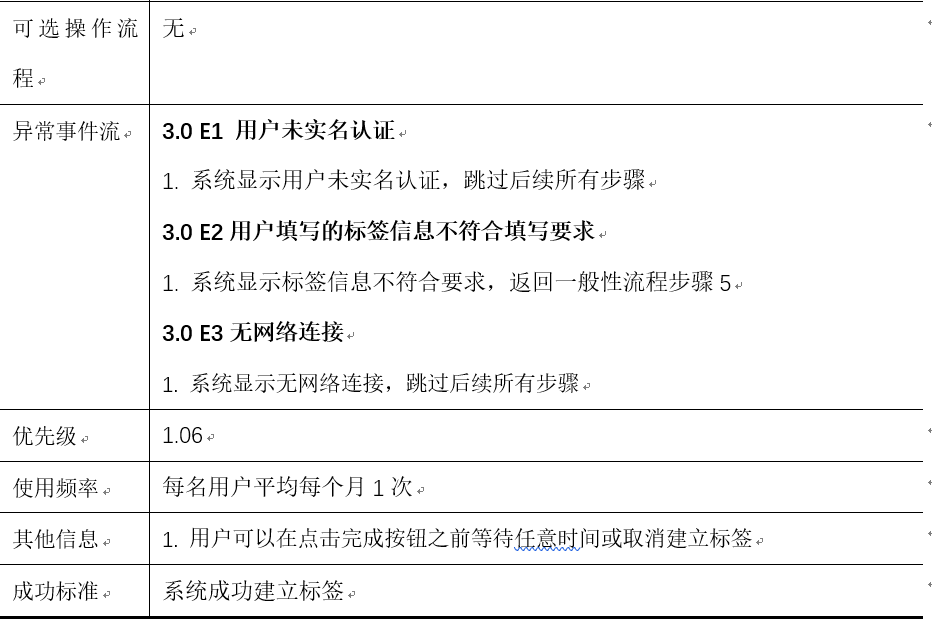 可选操作流 无
程
异常事件流 3.0 E1 用户未实名认证
1. 系统显示用户未实名认证，跳过后续所有步骤
3.0 E2 用户填写的标签信息不符合填写要求
1. 系统显示标签信息不符合要求，返回一般性流程步骤 5
3.0 E3 无网络连接
1. 系统显示无网络连接，跳过后续所有步骤
优先级 1.06
使用频率 每名用户平均每个月 1 次
其他信息 1. 用户可以在点击完成按钮之前等待任意时间或取消建立标签
成功标准 系统成功建立标签